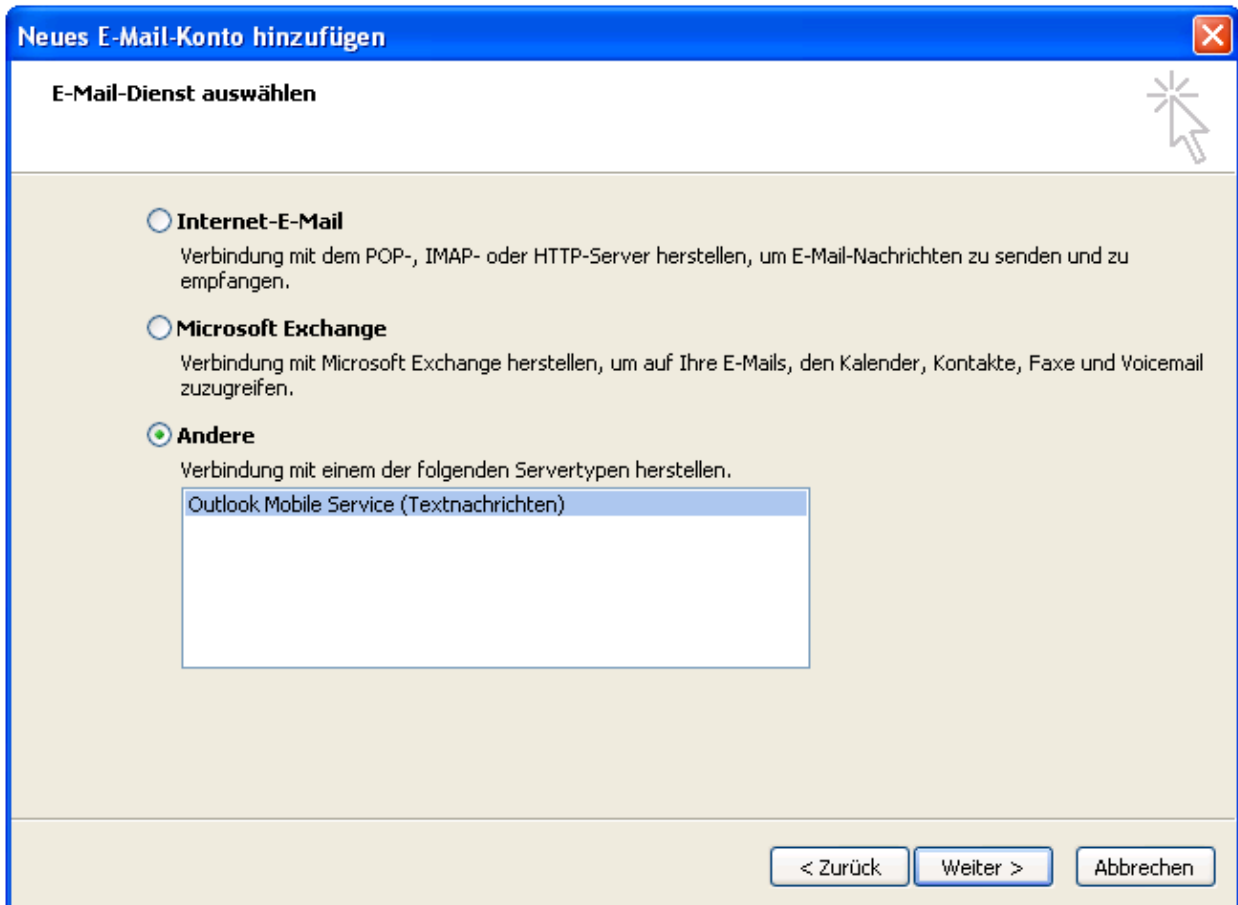 Neues E-Mail-Konto hinzufügen
E-Mail-Dienst auswählen
Internet-E-Mail
Verbindung mit dem POP-, IMAP- oder HTTP-Server herstellen, um E-Mail-Nachrichten zu senden und zu
empfangen.
Microsoft Exchange
Verbindung mit Microsoft Exchange herstellen, um auf Ihre E-Mails, den Kalender, Kontakte, Faxe und Voicemail
zuzugreifen.
Andere
Verbindung mit einem der folgenden Servertypen herstellen.
Outlook Mobile Service (Textnachrichten)
< Zurück Weiter > Abbrechen